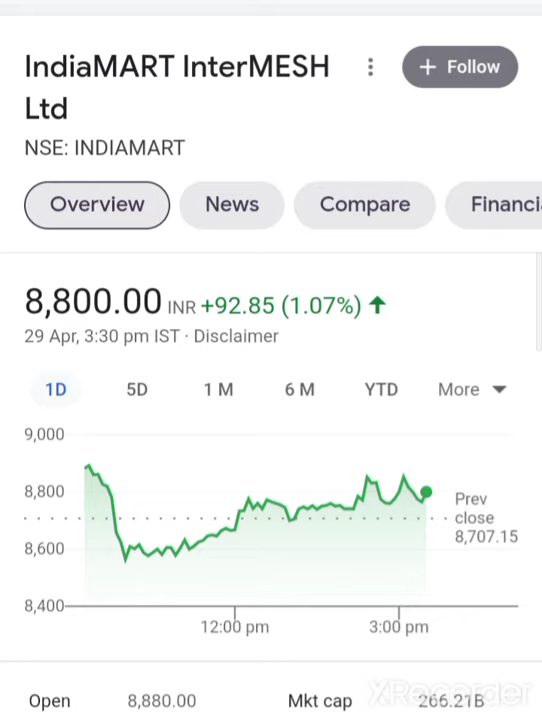 IndiaMART InterMESH
Ltd
+ Follow
NSE: INDIAMART
Overview
News
Compare
Financi
8,800.00 INR +92.85 (1.07%) ↑
29 Apr, 3:30 pm IST · Disclaimer
1D
5D
1 M
6 M
YTD
More
9,000
8,800
8,600
8,400
Prev
close
8,707.15
12:00 pm
3:00 pm
Open
8,880.00
Mkt cap
266.21B
XRecorder